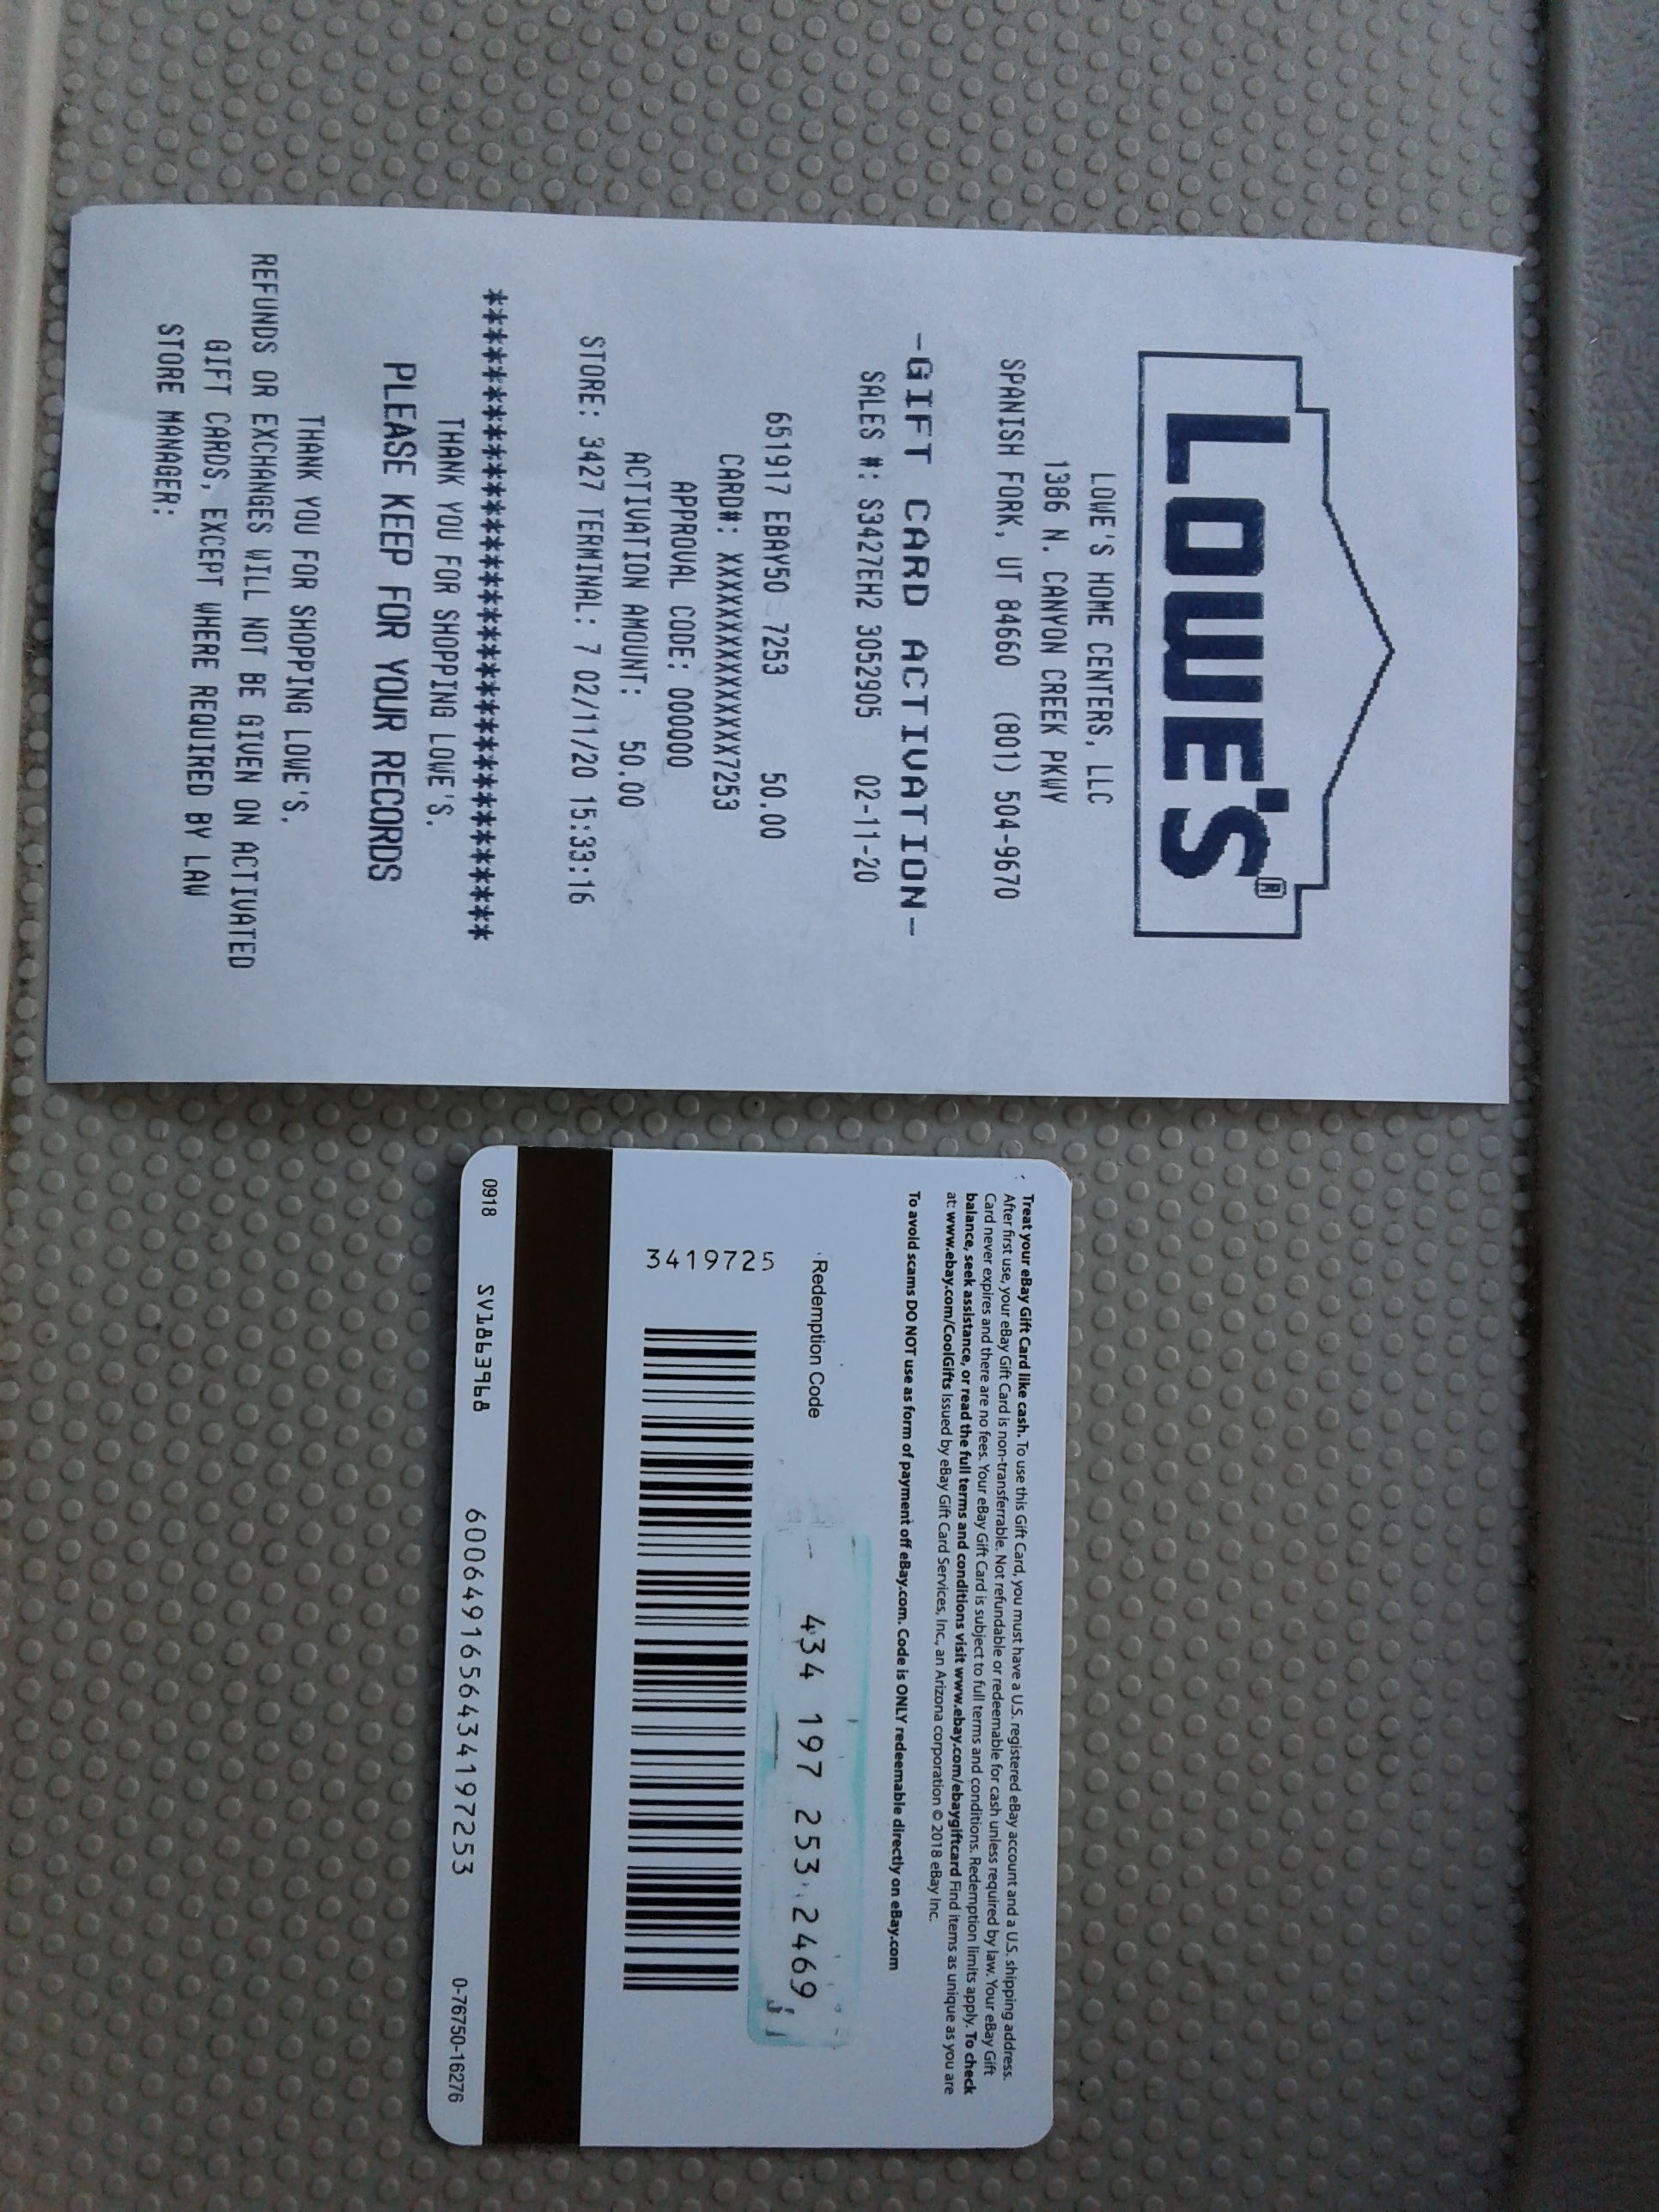 LOWE'S®
LOWE'S HOME CENTERS, LLC
1386 N. CANYON CREEK PKWY
SPANISH FORK, UT 84660 (801) 504-9670
-GIFT CARD ACTIVATION-
SALES #: S3427EH2 3052905 02-11-20
651917 EBAY50 7253 50.00
CARD#: XXXXXXXXXXXXXXX7253
APPROVAL CODE: 000000
ACTIVATION AMOUNT: 50.00
STORE: 3427 TERMINAL: 7 02/11/20 15:33:16
THANK YOU FOR SHOPPING LOWE'S.
PLEASE KEEP FOR YOUR RECORDS
THANK YOU FOR SHOPPING LOWE'S.
REFUNDS OR EXCHANGES WILL NOT BE GIVEN ON ACTIVATED
GIFT CARDS, EXCEPT WHERE REQUIRED BY LAW
STORE MANAGER:
Treat your eBay Gift Card like cash. To use this Gift Card, you must have a U.S. registered eBay account and a U.S. shipping address.
After first use, your eBay Gift Card is non-transferrable. Not refundable or redeemable for cash unless required by law. Your eBay Gift
Card never expires and there are no fees. Your eBay Gift Card is subject to full terms and conditions. Redemption limits apply. To check
balance, seek assistance, or read the full terms and conditions visit www.ebay.com/ebaygiftcard Find items as unique as you are
at: www.ebay.com/CoolGifts Issued by eBay Gift Card Services, Inc., an Arizona corporation © 2018 eBay Inc.
To avoid scams DO NOT use as form of payment off eBay.com. Code is ONLY redeemable directly on eBay.com
Redemption Code
434 197 253 2469
3419725
0918 SV1863968 6006491656434197253 0-76750-16276